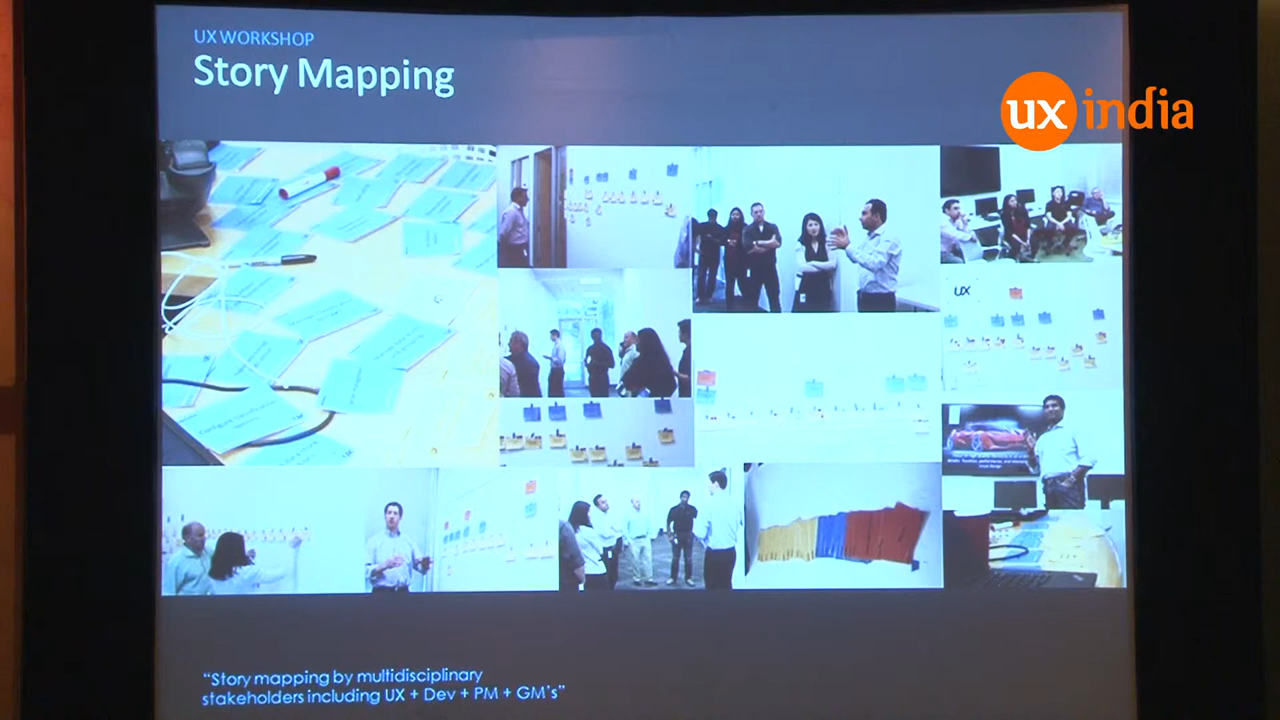 UX WORKSHOP
Story Mapping
ux india
UX
"Story mapping by multidisciplinary
stakeholders including UX + Dev + PM + GM's"